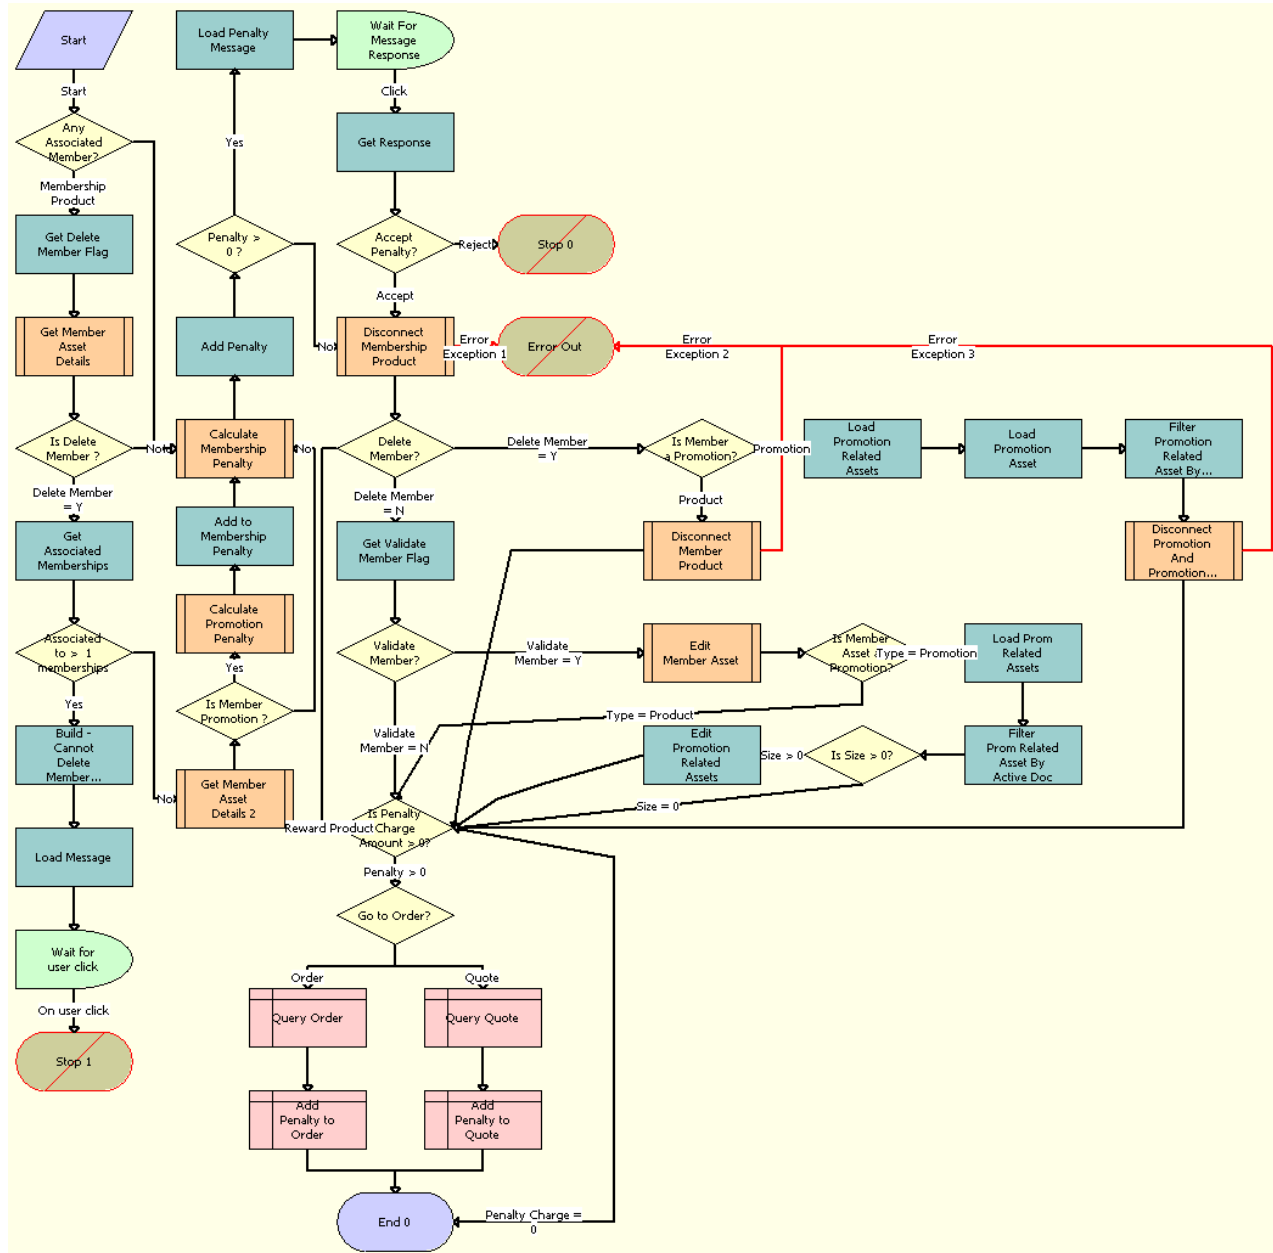 Start
Load Penalty
Message
Wait For
Message
Response
Start
Click
Any
Associated
Member?
Yes
Get Response
Membership
Product
Get Delete
Member Flag
Penalty >
0 ?
Accept
Penalty?
Reject
Stop 0
Accept
Get Member
Asset
Details
Add Penalty
No
Disconnect
Membership
Product
Error
Exception 1
Error Out
Error
Exception 2
Error
Exception 3
Is Delete
Member ?
Calculate
Membership
Penalty
No
Delete
Member?
Delete Member
= Y
Is Member
a Promotion?
Promotion
Load
Promotion
Related
Assets
Load
Promotion
Asset
Filter
Promotion
Related
Asset By...
Delete Member
= Y
Delete Member
= N
Product
Get
Associated
Memberships
Add to
Membership
Penalty
Get Validate
Member Flag
Disconnect
Member
Product
Disconnect
Promotion
And
Promotion...
Associated
to > 1
memberships
Calculate
Promotion
Penalty
Validate
Member?
Validate
Member = Y
Edit
Member Asset
Is Member
Asset
Promotion?
Type = Promotion
Load Prom
Related
Assets
Yes
Yes
Is Member
Promotion ?
Type = Product
Build -
Cannot
Delete
Member...
Validate
Member = N
Edit
Promotion
Related
Assets
Size > 0
Is Size > 0?
Filter
Prom Related
Asset By
Active Doc
No
Get Member
Asset
Details 2
Size = 0
Reward Product
Is Penalty
Charge
Amount > 0?
Load Message
Penalty > 0
Go to Order?
Wait for
user click
Order
Quote
On user click
Query Order
Query Quote
Stop 1
Add
Penalty to
Order
Add
Penalty to
Quote
End 0
Penalty Charge =
0